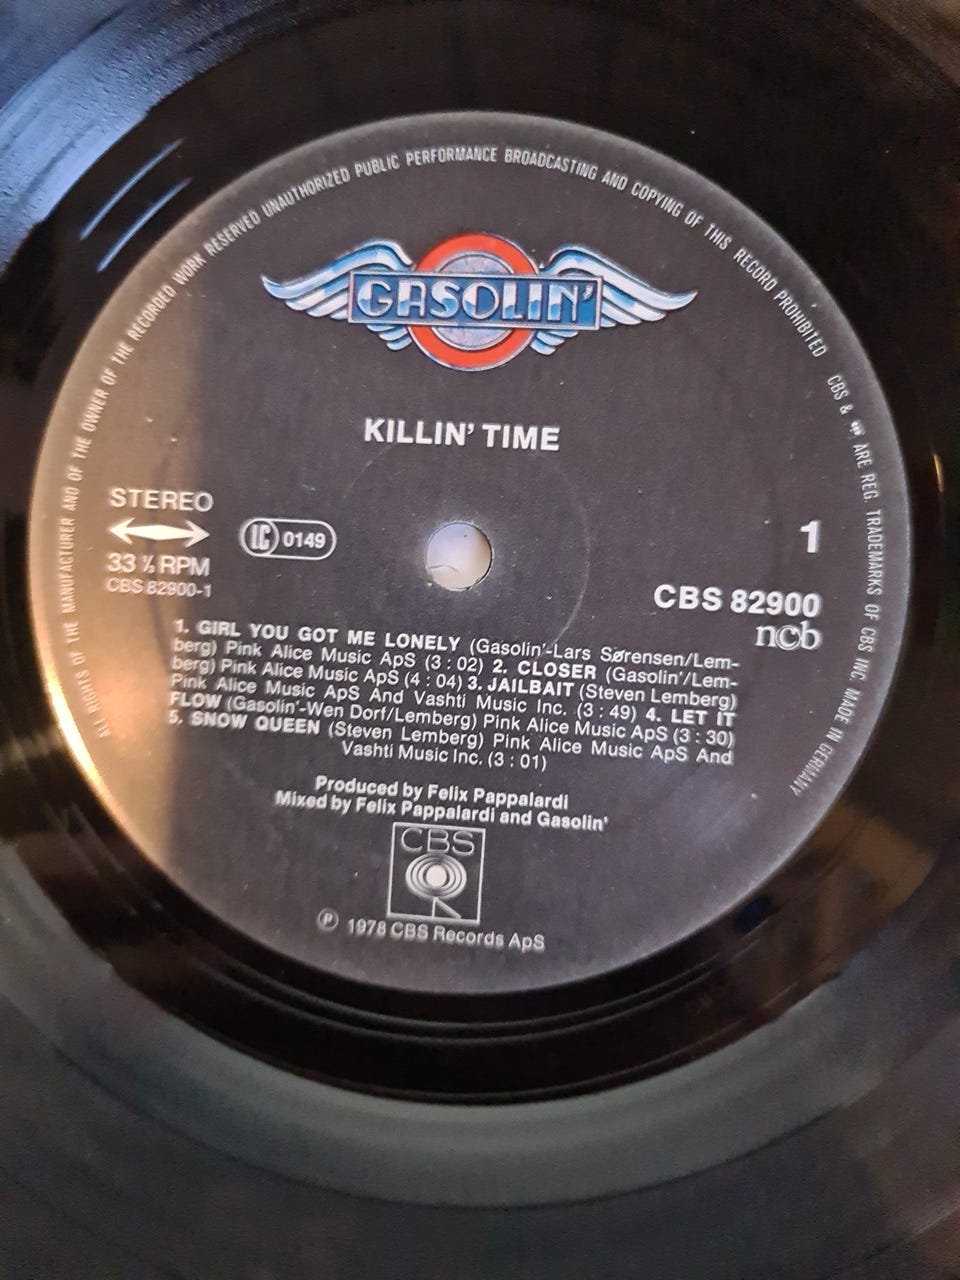 ALL RIGHTS OF THE MANUFACTURER AND OF THE OWNER OF THE RECORDED WORK RESERVED UNAUTHORIZED PUBLIC PERFORMANCE BROADCASTING AND COPYING OF THIS RECORD PROHIBITED CBS & ARE REG. TRADEMARKS OF CBS INC. MADE IN GERMANY
GASOLIN'
KILLIN' TIME
STEREO
33⅓ RPM
CBS 82900-1
LC 0149
1
CBS 82900
ncb
1. GIRL YOU GOT ME LONELY (Gasolin'-Lars Sørensen/Lem-
berg) Pink Alice Music ApS (3 : 02) 2. CLOSER (Gasolin'/Lem-
berg) Pink Alice Music ApS (4 : 04) 3. JAILBAIT (Steven Lemberg)
Pink Alice Music ApS And Vashti Music Inc. (3 : 49) 4. LET IT
FLOW (Gasolin'-Wen Dorf/Lemberg) Pink Alice Music ApS (3 : 30)
5. SNOW QUEEN (Steven Lemberg) Pink Alice Music ApS And
Vashti Music Inc. (3 : 01)
Produced by Felix Pappalardi
Mixed by Felix Pappalardi and Gasolin'
CBS
℗ 1978 CBS Records ApS